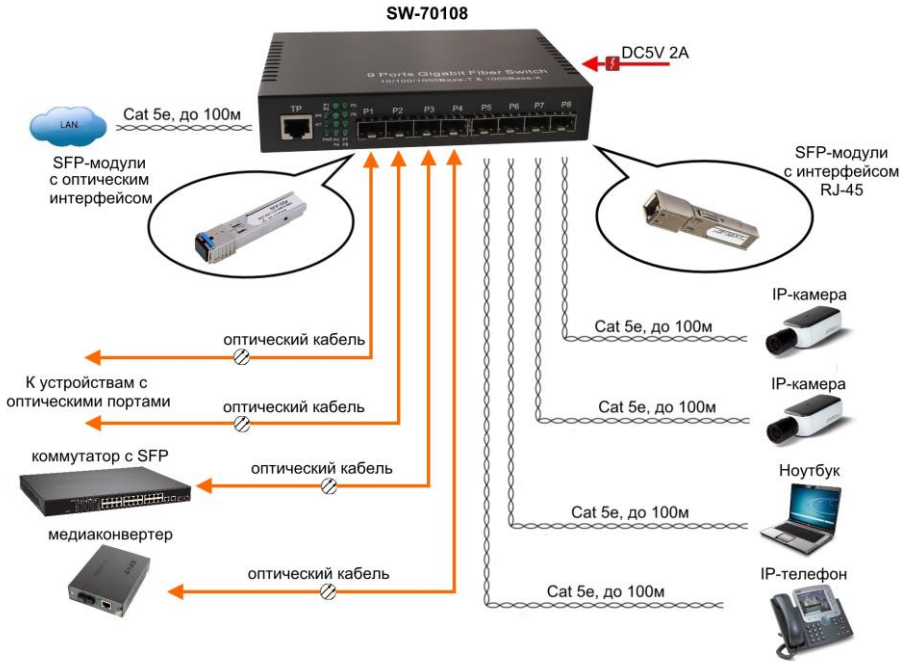 SW-70108
DC5V 2A
9 Ports Gigabit Fiber Switch
10/100/1000Base-T & 1000Base-X
TP
P1 P2 P3 P4 P5 P6 P7 P8
LAN
Cat 5e, до 100м
SFP-модули
с оптическим
интерфейсом
SFP-модули
с интерфейсом
RJ-45
IP-камера
Cat 5e, до 100м
оптический кабель
К устройствам с
оптическими портами
IP-камера
оптический кабель
Cat 5e, до 100м
коммутатор с SFP
оптический кабель
Ноутбук
Cat 5e, до 100м
медиаконвертер
оптический кабель
IP-телефон
Cat 5e, до 100м